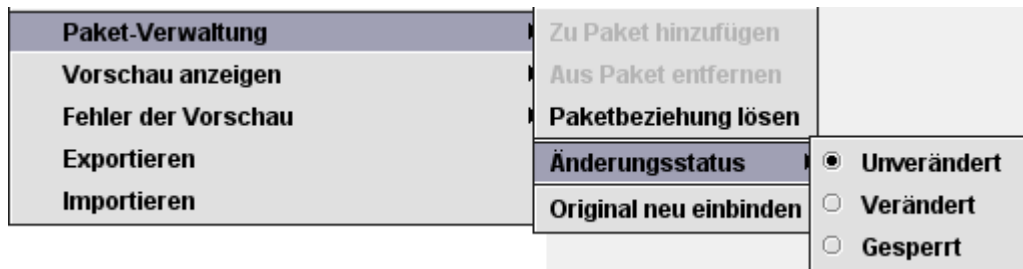 Paket-Verwaltung
Vorschau anzeigen
Fehler der Vorschau
Exportieren
Importieren
Zu Paket hinzufügen
Aus Paket entfernen
Paketbeziehung lösen
Änderungsstatus
Original neu einbinden
Unverändert
Verändert
Gesperrt